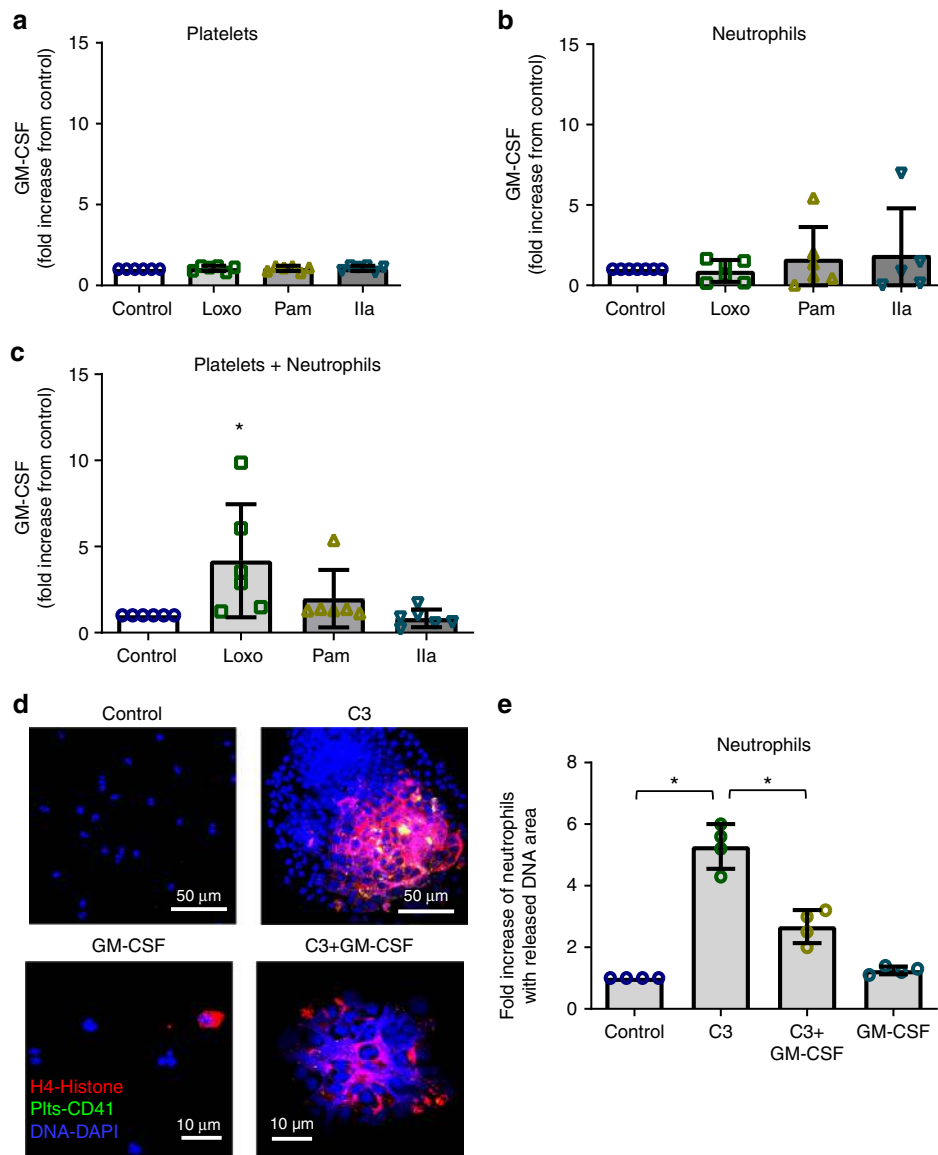 a
Platelets
GM-CSF
(fold increase from control)
15
10
5
0
Control Loxo Pam IIa
b
Neutrophils
GM-CSF
(fold increase from control)
15
10
5
0
Control Loxo Pam IIa
c
Platelets + Neutrophils
GM-CSF
(fold increase from control)
15
10
5
0
*
Control Loxo Pam IIa
d
Control
50 μm
C3
50 μm
GM-CSF
H4-Histone
Plts-CD41
DNA-DAPI
10 μm
C3+GM-CSF
10 μm
e
Neutrophils
Fold increase of neutrophils
with released DNA area
8
6
4
2
0
* *
Control C3 C3+ GM-CSF
GM-CSF